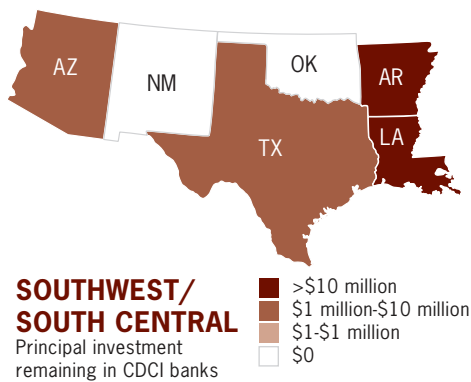 AZ
NM
OK
AR
TX
LA
SOUTHWEST/
SOUTH CENTRAL
Principal investment
remaining in CDCI banks
>$10 million
$1 million-$10 million
$1-$1 million
$0